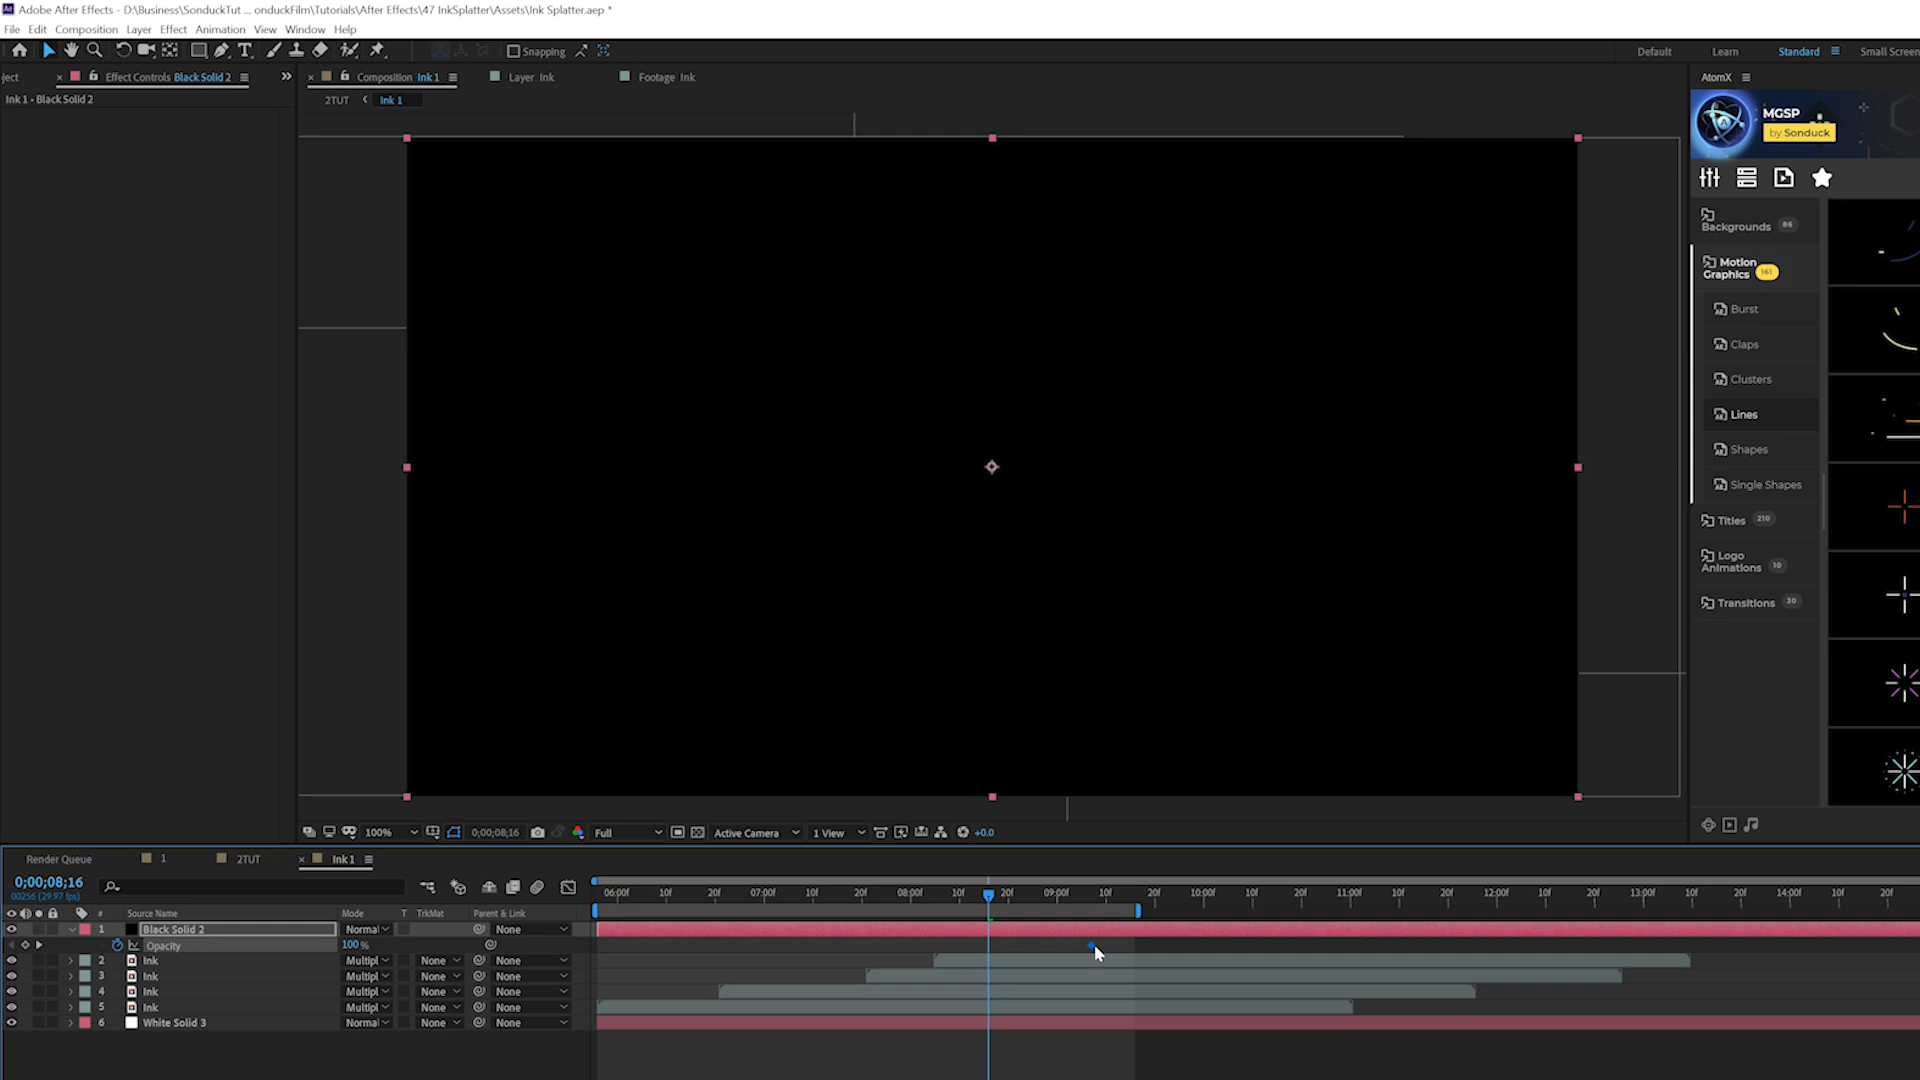 Adobe After Effects - D:\Business\SonduckTut ... onduckFilm\Tutorials\After Effects\47 InkSplatter\Assets\Ink Splatter.aep *
File Edit Composition Layer Effect Animation View Window Help
Snapping Default Learn Standard Small Screen
ject Effect Controls Black Solid 2 Composition Ink 1 Layer Ink Footage Ink AtomX
Ink 1 - Black Solid 2 2TUT Ink 1
MGSP
by Sonduck
Backgrounds 86
Motion Graphics 161
Burst
Claps
Clusters
Lines
Shapes
Single Shapes
Titles 210
Logo Animations 10
Transitions 30
100% 0;00;08;16 Full Active Camera 1 View +0.0
Render Queue 1 2TUT Ink 1
0;00;08;16
00256 (29.97 fps)
06:00f 10f 20f 07:00f 10f 20f 08:00f 10f 20f 09:00f 10f 20f 10:00f 10f 20f 11:00f 10f 20f 12:00f 10f 20f 13:00f 10f 20f 14:00f 10f 20f
# Source Name Mode T TrkMat Parent & Link
1 Black Solid 2 Normal None
Opacity 100 %
2 Ink Multipl None None
3 Ink Multipl None None
4 Ink Multipl None None
5 Ink Multipl None None
6 White Solid 3 Normal None None